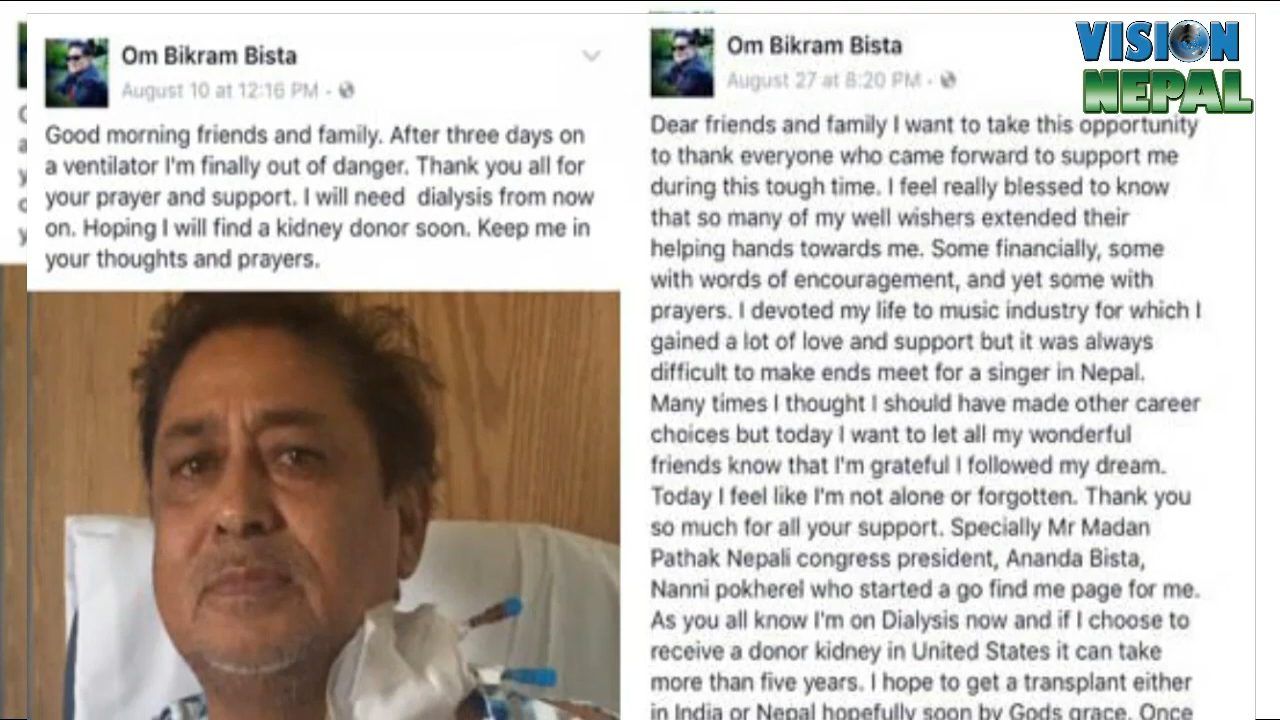 Om Bikram Bista
August 10 at 12:16 PM ·
Good morning friends and family. After three days on
a ventilator I'm finally out of danger. Thank you all for
your prayer and support. I will need dialysis from now
on. Hoping I will find a kidney donor soon. Keep me in
your thoughts and prayers.
Om Bikram Bista
August 27 at 8:20 PM ·
Dear friends and family I want to take this opportunity
to thank everyone who came forward to support me
during this tough time. I feel really blessed to know
that so many of my well wishers extended their
helping hands towards me. Some financially, some
with words of encouragement, and yet some with
prayers. I devoted my life to music industry for which I
gained a lot of love and support but it was always
difficult to make ends meet for a singer in Nepal.
Many times I thought I should have made other career
choices but today I want to let all my wonderful
friends know that I'm grateful I followed my dream.
Today I feel like I'm not alone or forgotten. Thank you
so much for all your support. Specially Mr Madan
Pathak Nepali congress president, Ananda Bista,
Nanni pokherel who started a go find me page for me.
As you all know I'm on Dialysis now and if I choose to
receive a donor kidney in United States it can take
more than five years. I hope to get a transplant either
in India or Nepal hopefully soon by Gods grace. Once
VISION
NEPAL